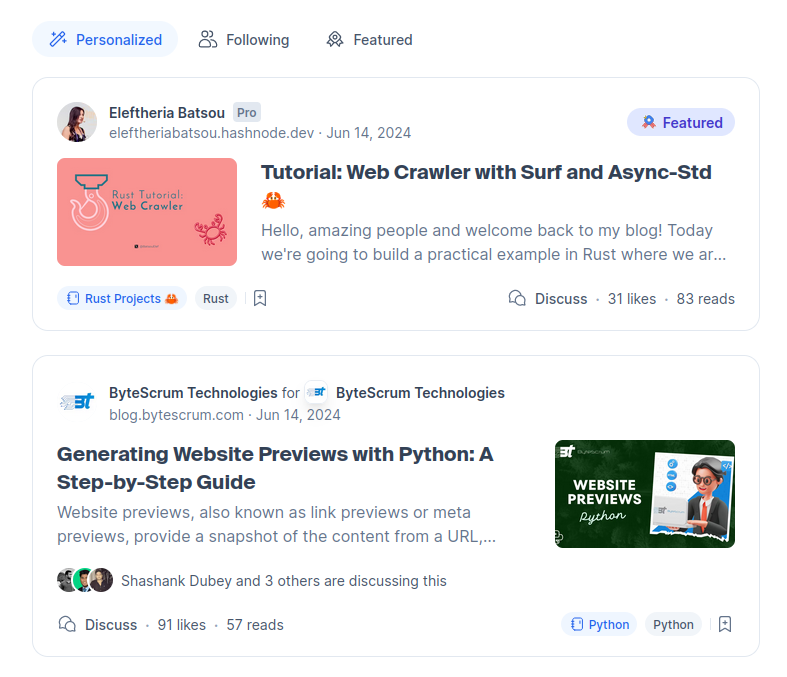 Personalized Following Featured
Eleftheria Batsou Pro
eleftheriabatsou.hashnode.dev · Jun 14, 2024
Featured
Rust Tutorial:
Web Crawler
Tutorial: Web Crawler with Surf and Async-Std
🦀
Hello, amazing people and welcome back to my blog! Today
we're going to build a practical example in Rust where we ar...
Rust Projects 🦀 Rust
Discuss · 31 likes · 83 reads
ByteScrum Technologies for ByteScrum Technologies
blog.bytescrum.com · Jun 14, 2024
Generating Website Previews with Python: A
Step-by-Step Guide
Website previews, also known as link previews or meta
previews, provide a snapshot of the content from a URL,...
ByteScrum
WEBSITE
PREVIEWS
Python
Shashank Dubey and 3 others are discussing this
Discuss · 91 likes · 57 reads
Python Python